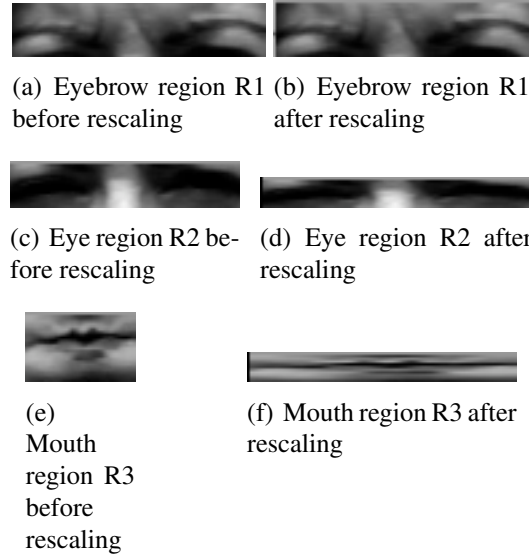 (a) Eyebrow region R1
before rescaling
(b) Eyebrow region R1
after rescaling
(c) Eye region R2 be-
fore rescaling
(d) Eye region R2 after
rescaling
(e)
Mouth
region R3
before
rescaling
(f) Mouth region R3 after
rescaling